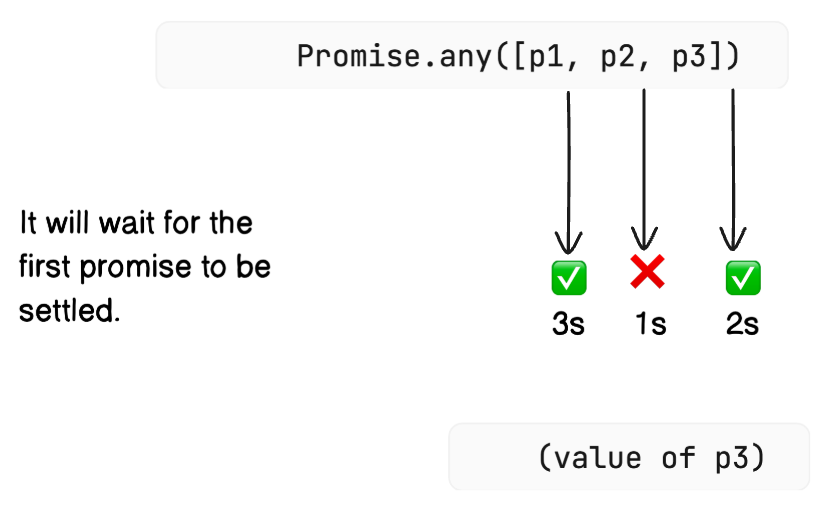 Promise.any([p1, p2, p3])
It will wait for the
first promise to be
settled.
✅ ❌ ✅
3s 1s 2s
(value of p3)